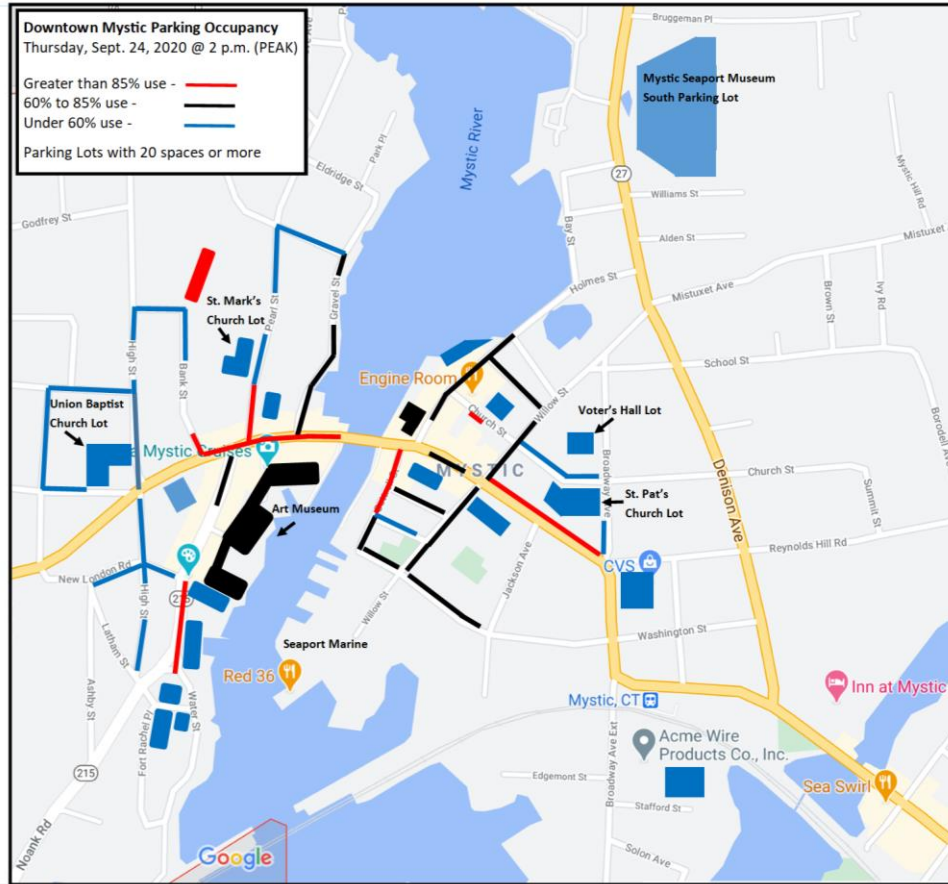 Downtown Mystic Parking Occupancy
Thursday, Sept. 24, 2020 @ 2 p.m. (PEAK)
Greater than 85% use -
60% to 85% use -
Under 60% use -
Parking Lots with 20 spaces or more
Bruggeman Pl
Mystic Seaport Museum
South Parking Lot
Mystic River
Park Pl
Eldridge St
27
Mystic Hill Rd
Williams St
Godfrey St
Bay St
Alden St
Mistuxet
Holmes St
Mistuxet Ave
Brown St
Ivy Rd
St. Mark's
Church Lot
Pearl St
Gravel St
High St
Bank St
School St
Engine Room
Willow St
Church St
Voter's Hall Lot
Union Baptist
Church Lot
a Mystic Cruises
MYSTIC
Broadway Ave
Denison Ave
Borodell Ave
Church St
Summit St
St. Pat's
Church Lot
Art Museum
Reynolds Hill Rd
CVS
Jackson Ave
New London Rd
215
High St
Willow St
Washington St
Latham St
Seaport Marine
Red 36
Ashby St
Water St
Fort Rachel Pl
Mystic, CT
Inn at Mystic
Acme Wire
Products Co., Inc.
215
Broadway Ave Ext
Edgemont St
Sea Swirl
Stafford St
Noank Rd
Google
Solon Ave